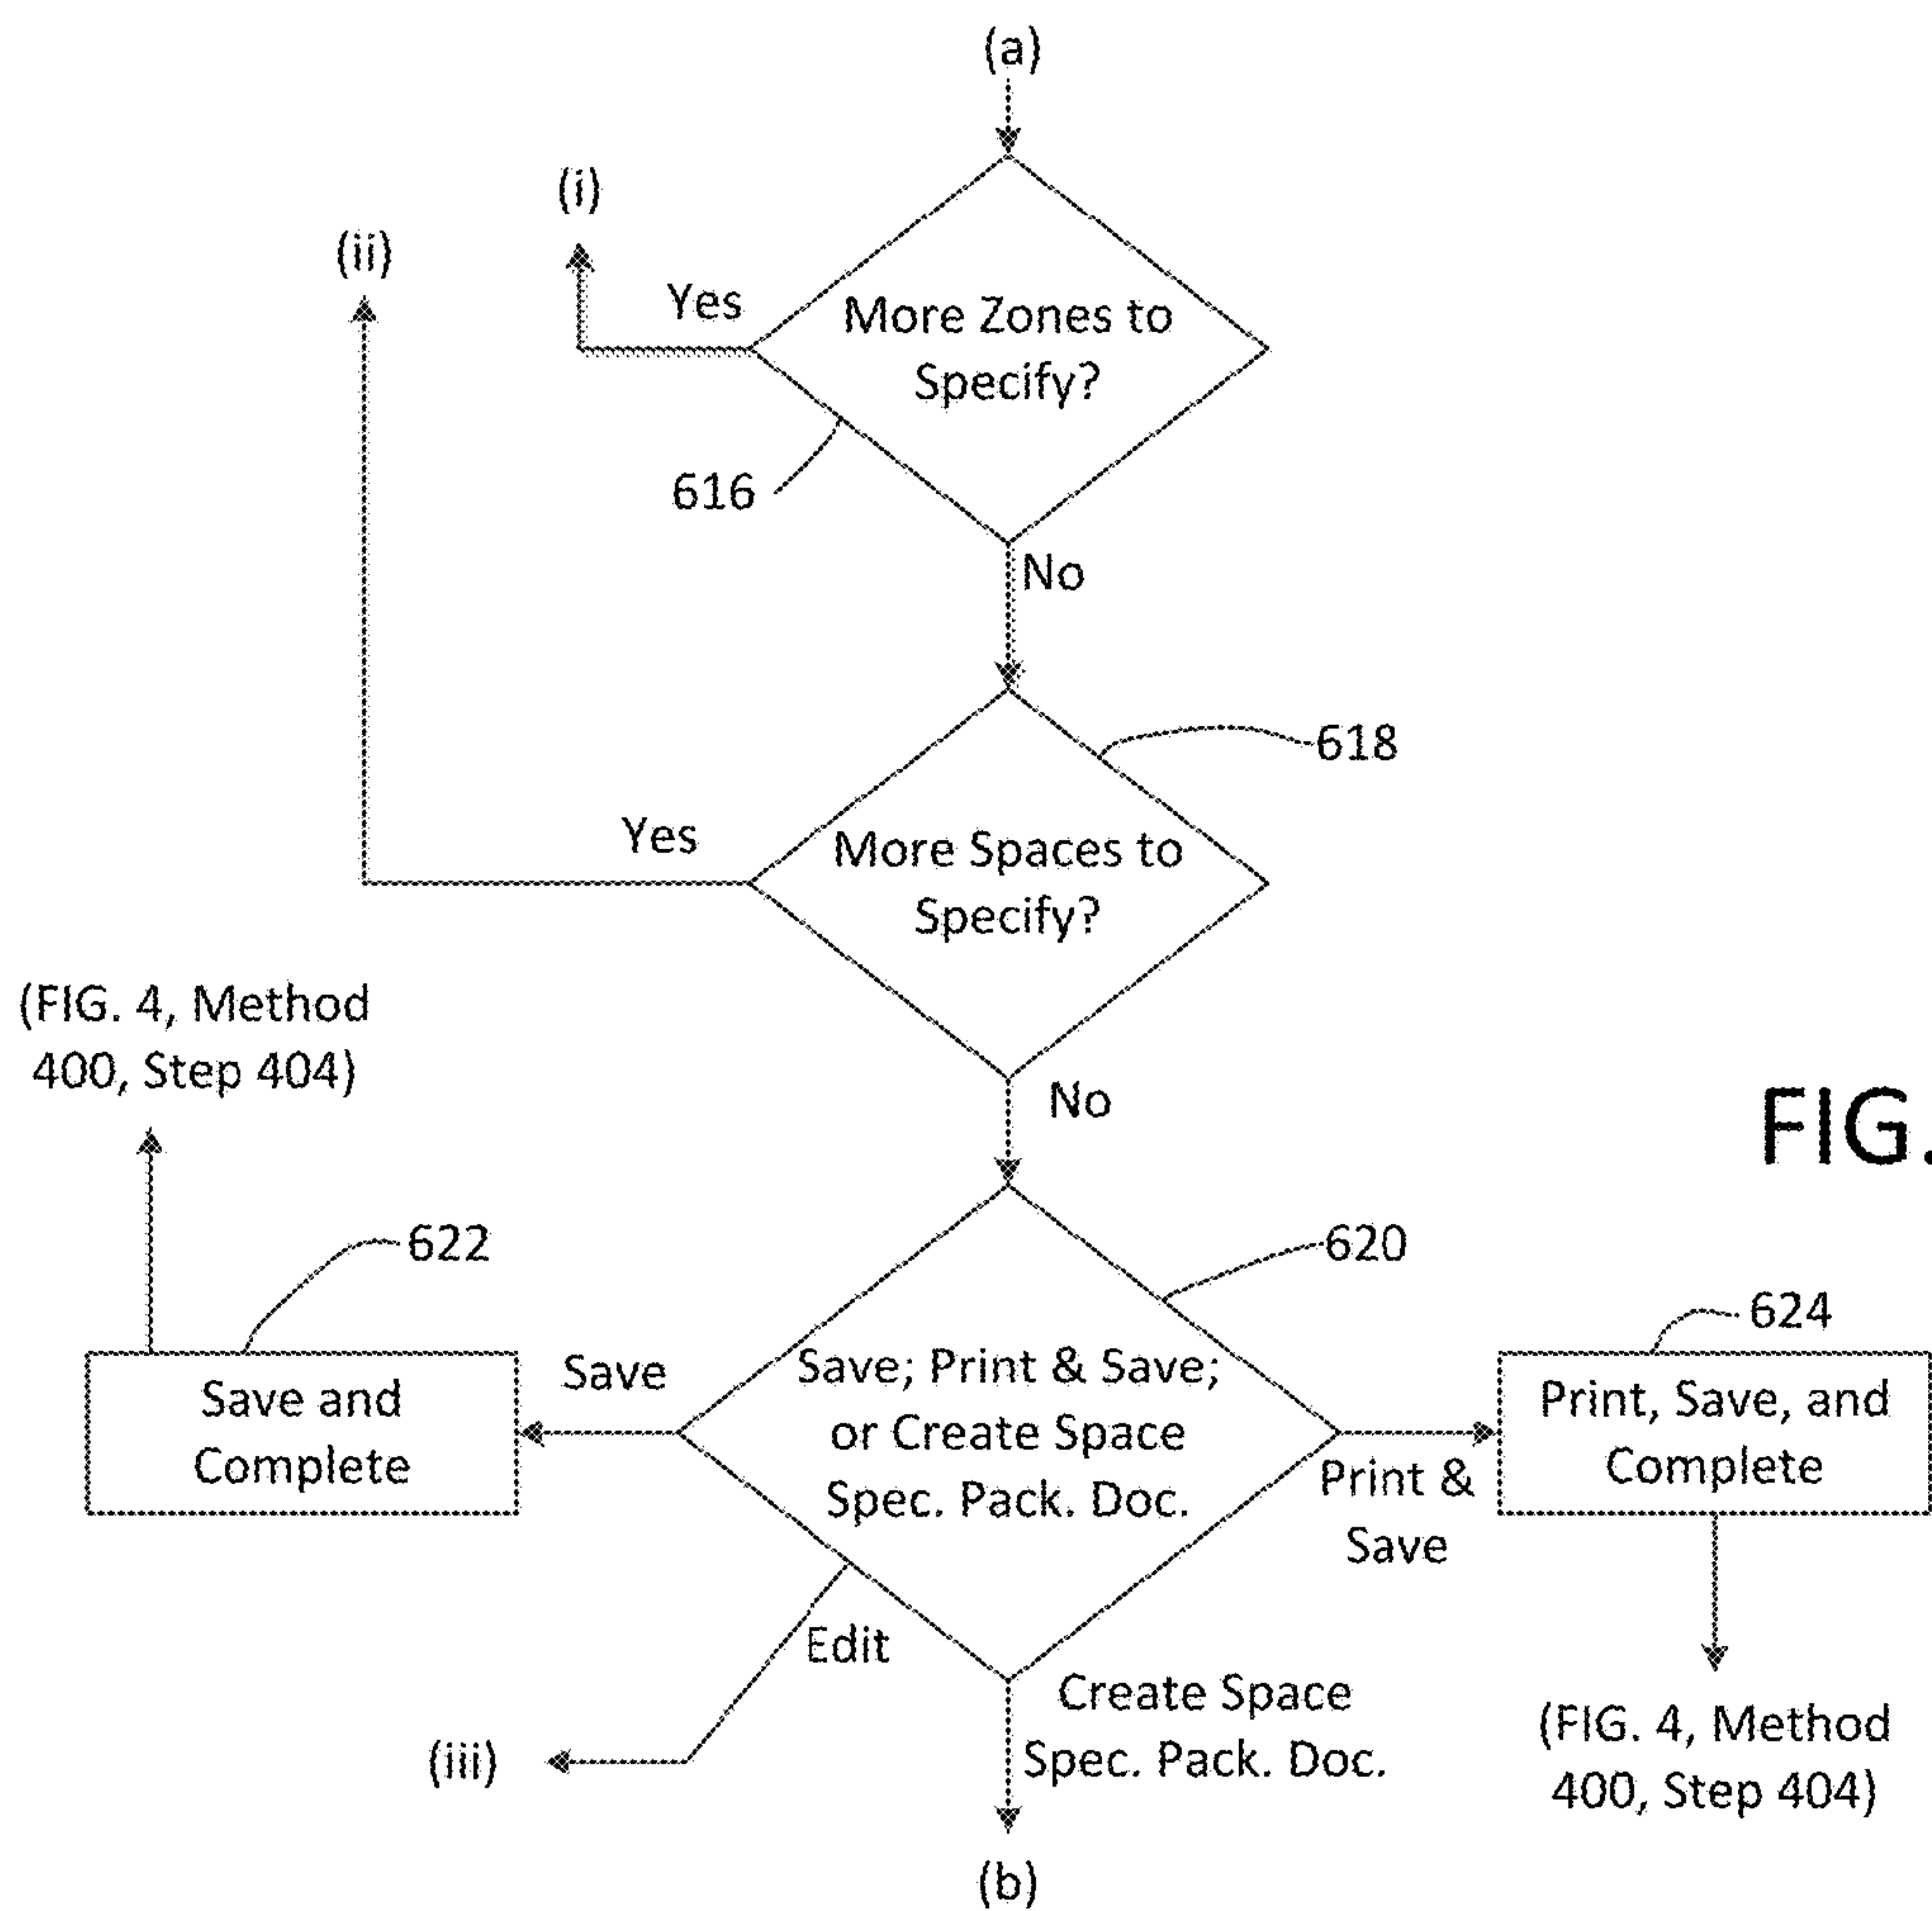 (a)
(i)
(ii)
Yes
More Zones to
Specify?
616
No
618
Yes
More Spaces to
Specify?
(FIG. 4, Method
400, Step 404)
No
FIG.
622
620
624
Save
Save and
Complete
Save; Print & Save;
or Create Space
Spec. Pack. Doc.
Print, Save, and
Complete
Print &
Save
Edit
Create Space
Spec. Pack. Doc.
(iii)
(FIG. 4, Method
400, Step 404)
(b)